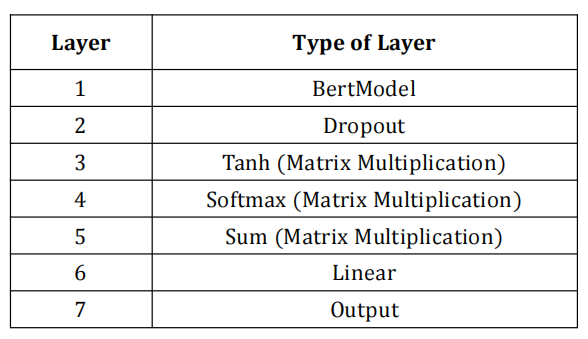 Layer Type of Layer
1 BertModel
2 Dropout
3 Tanh (Matrix Multiplication)
4 Softmax (Matrix Multiplication)
5 Sum (Matrix Multiplication)
6 Linear
7 Output